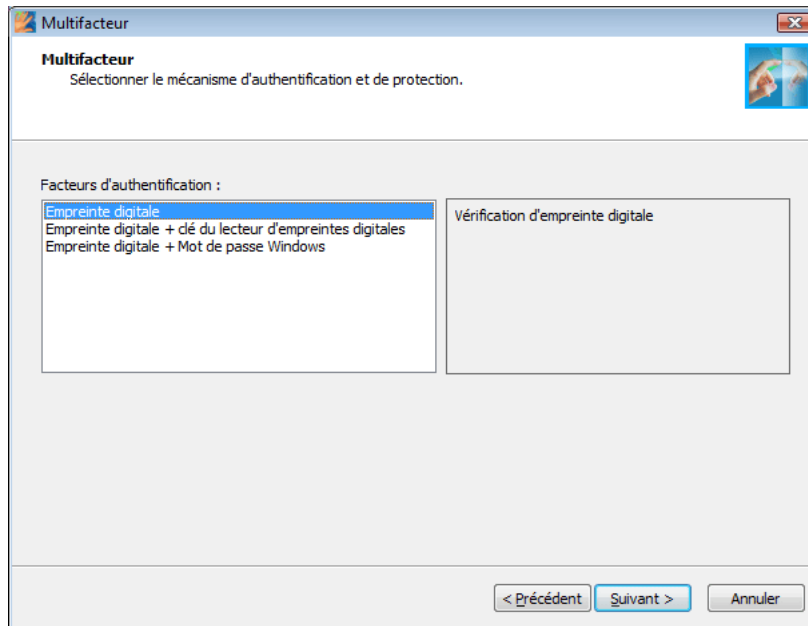 Multifacteur
Multifacteur
Sélectionner le mécanisme d'authentification et de protection.
Facteurs d'authentification :
Empreinte digitale
Empreinte digitale + clé du lecteur d'empreintes digitales
Empreinte digitale + Mot de passe Windows
Vérification d'empreinte digitale
< Précédent
Suivant >
Annuler